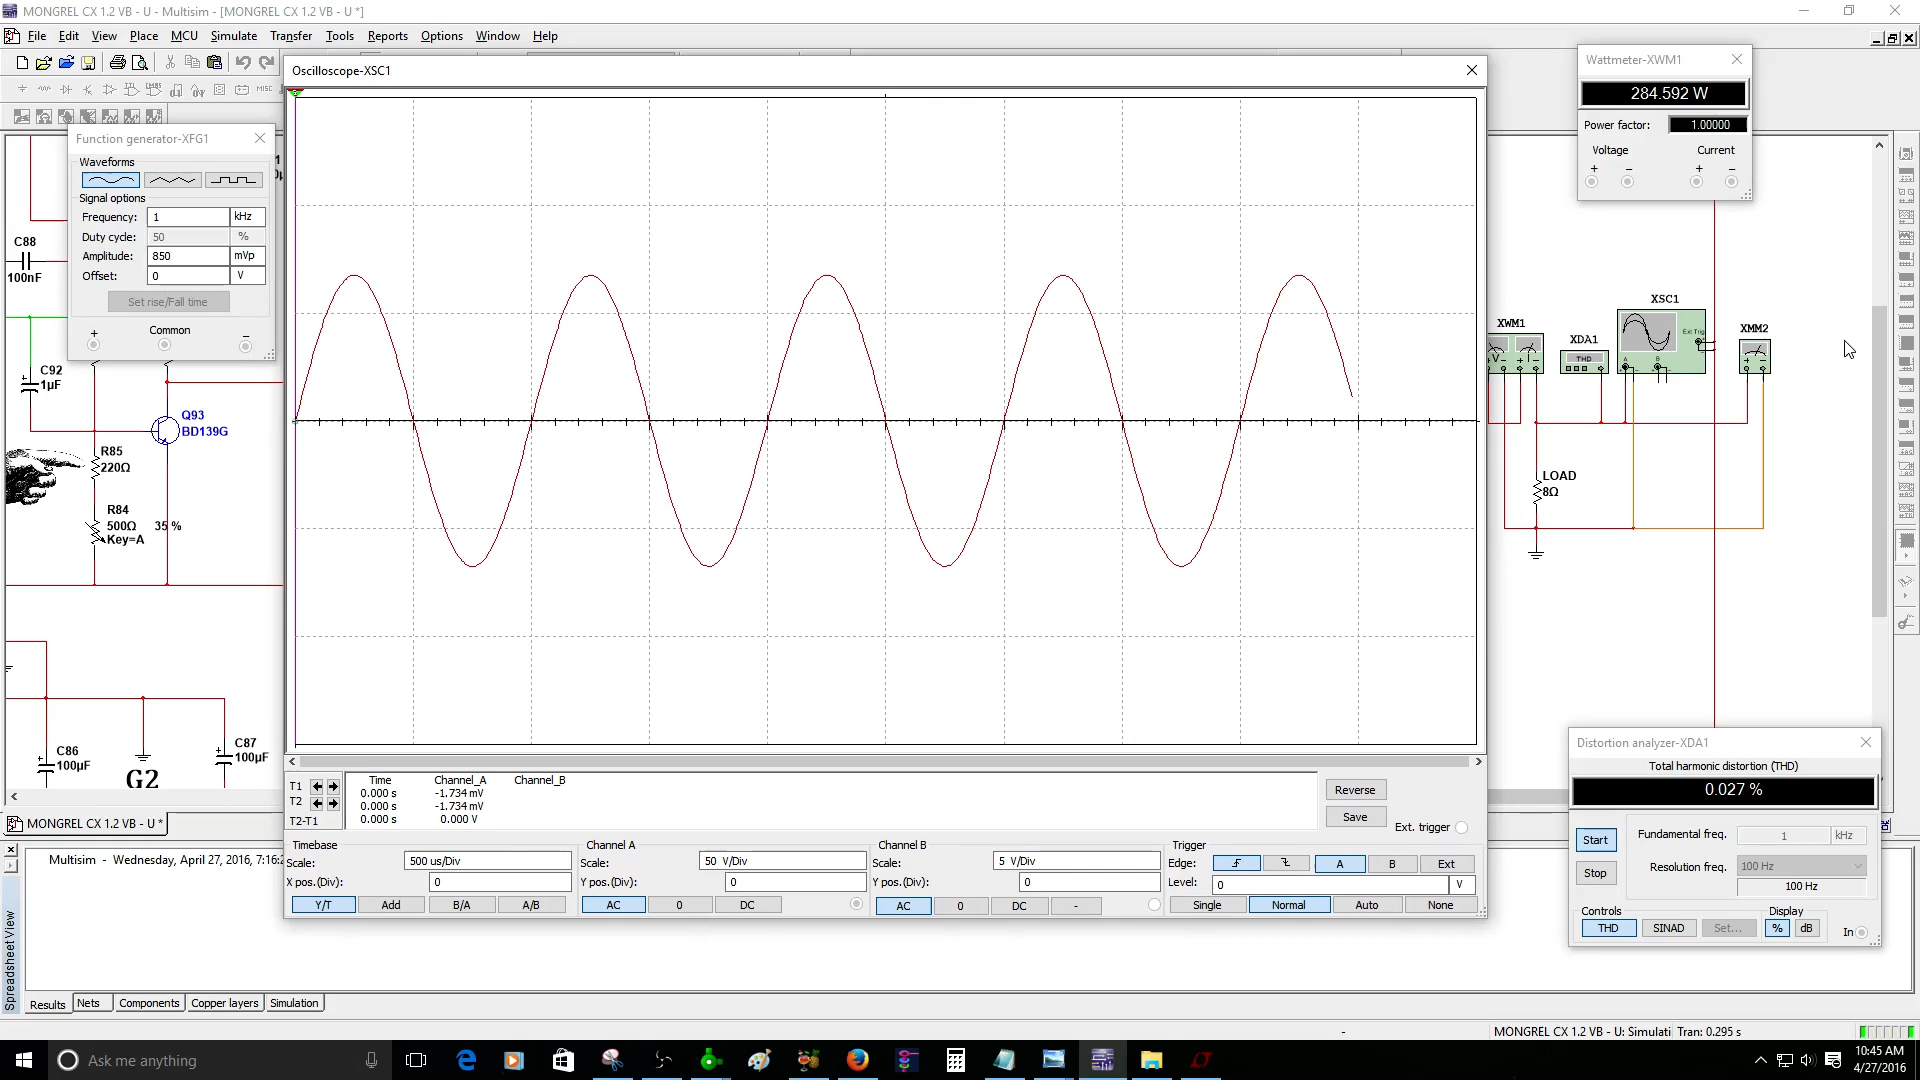 MONGREL CX 1.2 VB - U - Multisim - [MONGREL CX 1.2 VB - U *]
File Edit View Place MCU Simulate Transfer Tools Reports Options Window Help
MISC
Oscilloscope-XSC1
Wattmeter-XWM1
284.592 W
Power factor: 1.00000
Voltage Current
+ − + −
Function generator-XFG1
Waveforms
Signal options
Frequency: 1 kHz
Duty cycle: 50 %
Amplitude: 850 mVp
Offset: 0 V
Set rise/Fall time
+ Common −
C88
100nF
C92
1µF
Q93
BD139G
R85
220Ω
R84
500Ω 35 %
Key=A
C86
100µF
G2
C87
100µF
XWM1
XDA1
THD
XSC1
Ext Trig
A B
XMM2
LOAD
8Ω
MONGREL CX 1.2 VB - U *
T1
T2
T2-T1
Time Channel_A Channel_B
0.000 s -1.734 mV
0.000 s -1.734 mV
0.000 s 0.000 V
Reverse
Save
Ext. trigger
Timebase
Scale: 500 us/Div
X pos.(Div): 0
Y/T Add B/A A/B
Channel A
Scale: 50 V/Div
Y pos.(Div): 0
AC 0 DC
Channel B
Scale: 5 V/Div
Y pos.(Div): 0
AC 0 DC -
Trigger
Edge: A B Ext
Level: 0 V
Single Normal Auto None
Distortion analyzer-XDA1
Total harmonic distortion (THD)
0.027 %
Start
Stop
Fundamental freq. 1 kHz
Resolution freq. 100 Hz
100 Hz
Controls
THD SINAD Set...
Display
% dB
In
Multisim - Wednesday, April 27, 2016, 7:16:2
Spreadsheet View
Results Nets Components Copper layers Simulation
- MONGREL CX 1.2 VB - U: Simulati Tran: 0.295 s
Ask me anything
10:45 AM
4/27/2016